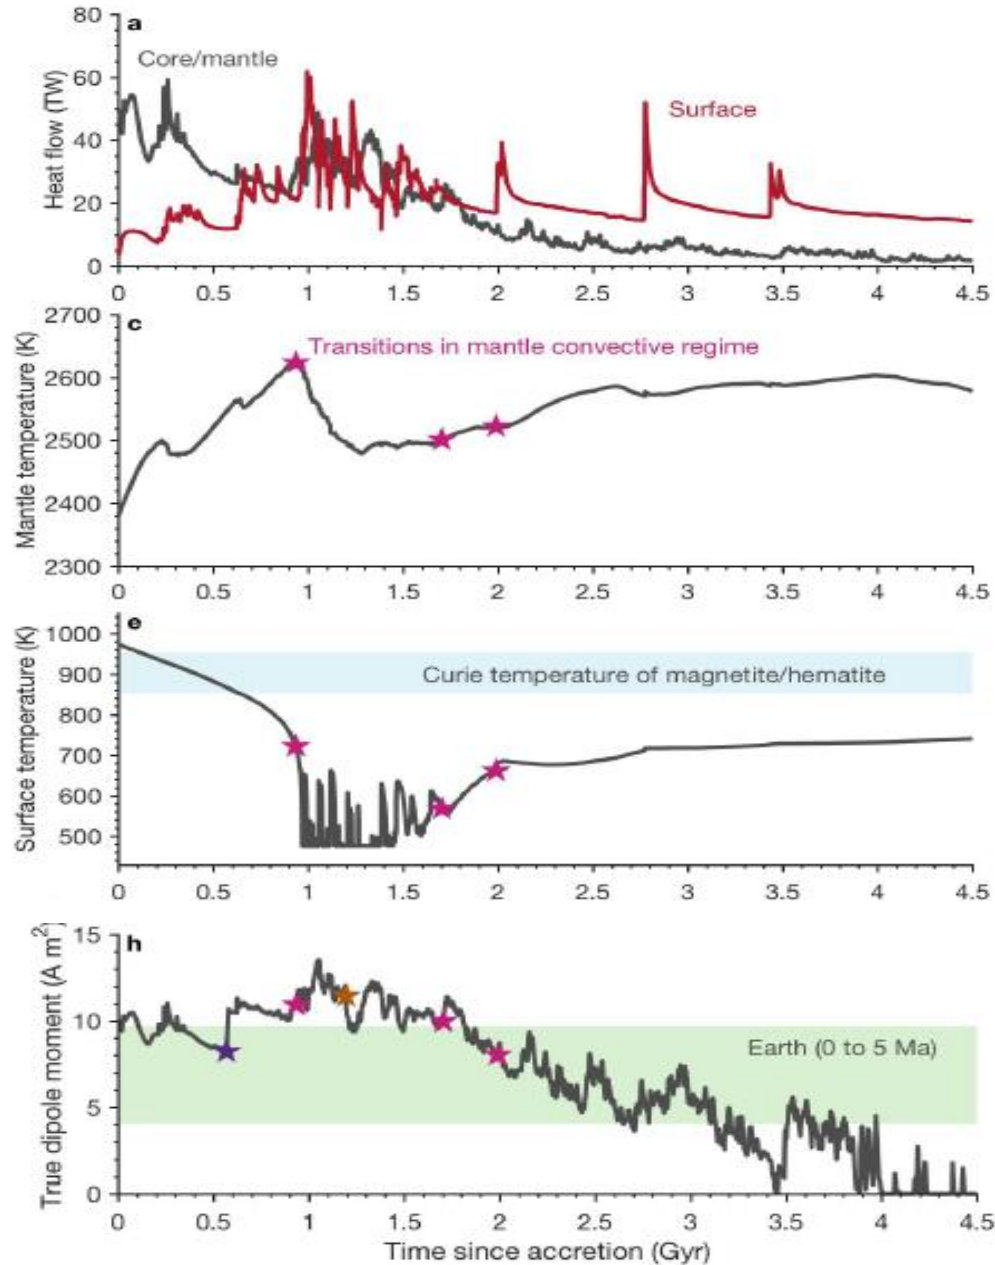 a
Core/mantle
Surface
Heat flow (TW)
80
60
40
20
0
0 0.5 1 1.5 2 2.5 3 3.5 4 4.5
c
Transitions in mantle convective regime
Mantle temperature (K)
2700
2600
2500
2400
2300
0 0.5 1 1.5 2 2.5 3 3.5 4 4.5
e
Curie temperature of magnetite/hematite
Surface temperature (K)
1000
900
800
700
600
500
0 0.5 1 1.5 2 2.5 3 3.5 4 4.5
h
Earth (0 to 5 Ma)
True dipole moment (A m²)
15
10
5
0
0 0.5 1 1.5 2 2.5 3 3.5 4 4.5
Time since accretion (Gyr)